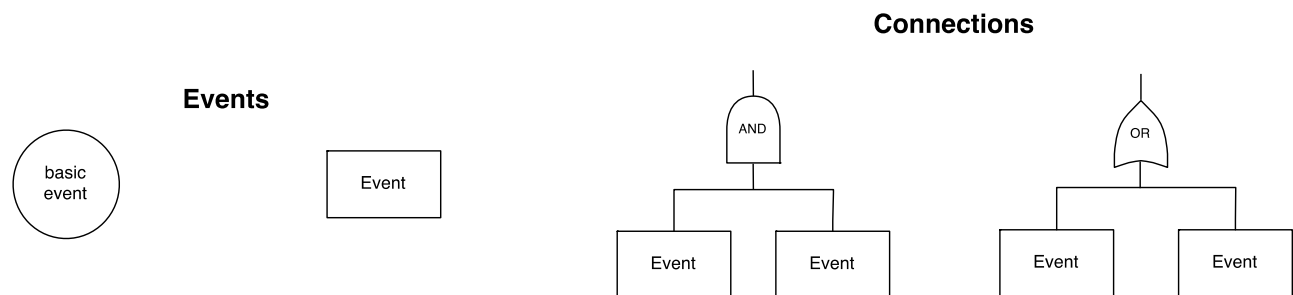 Connections
Events
basic
event
Event
AND
OR
Event
Event
Event
Event